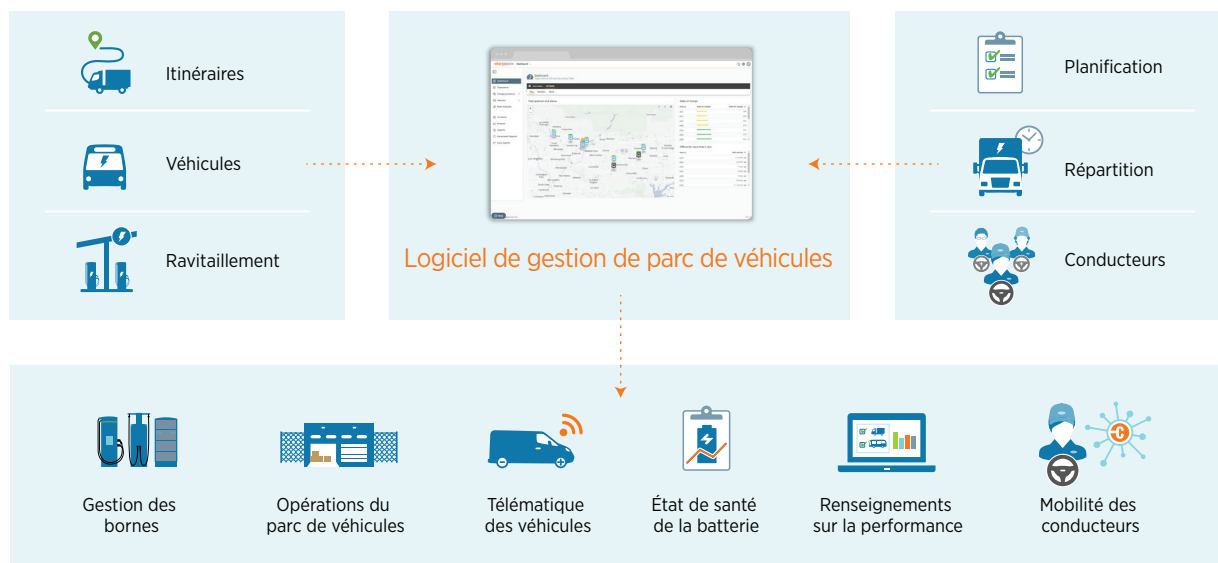 Itinéraires
Véhicules
Ravitaillement
Logiciel de gestion de parc de véhicules
Planification
Répartition
Conducteurs
Gestion des
bornes
Opérations du
parc de véhicules
Télématique
des véhicules
État de santé
de la batterie
Renseignements
sur la performance
Mobilité des
conducteurs